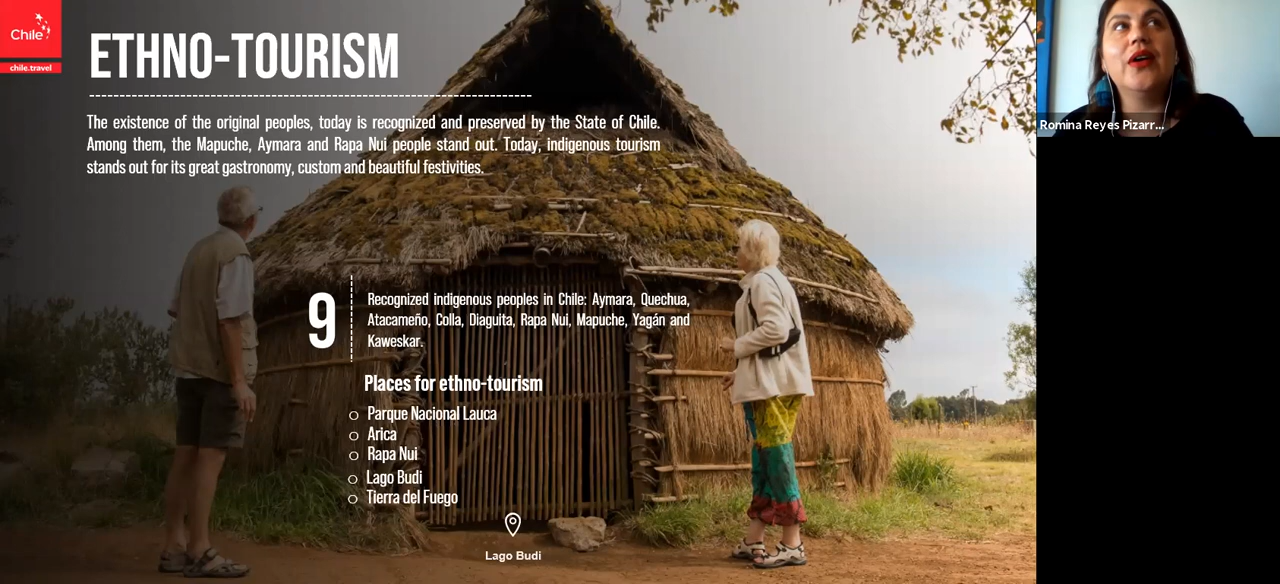 Chile
chile.travel
ETHNO-TOURISM
The existence of the original peoples, today is recognized and preserved by the State of Chile.
Among them, the Mapuche, Aymara and Rapa Nui people stand out. Today, indigenous tourism
stands out for its great gastronomy, custom and beautiful festivities.
9
Recognized indigenous peoples in Chile: Aymara, Quechua,
Atacameño, Colla, Diaguita, Rapa Nui, Mapuche, Yagán and
Kaweskar.
Places for ethno-tourism
Parque Nacional Lauca
Arica
Rapa Nui
Lago Budi
Tierra del Fuego
Lago Budi
Romina Reyes Pizarr...